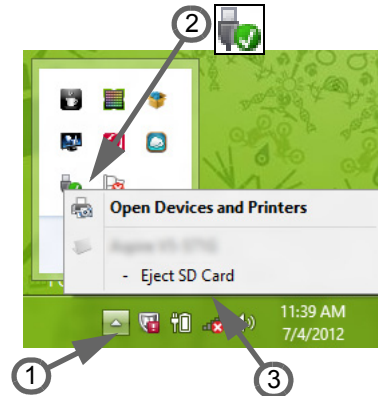 2
Open Devices and Printers
- Eject SD Card
11:39 AM
7/4/2012
1
3